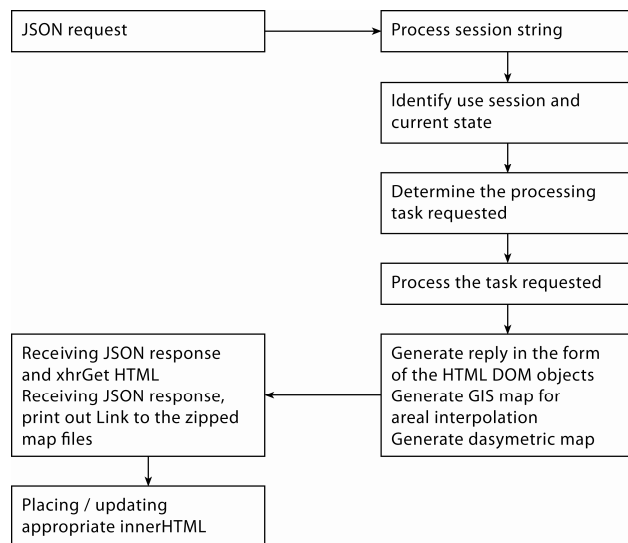 JSON request
Process session string
Identify use session and
current state
Determine the processing
task requested
Process the task requested
Generate reply in the form
of the HTML DOM objects
Generate GIS map for
areal interpolation
Generate dasymetric map
Receiving JSON response
and xhrGet HTML
Receiving JSON response,
print out Link to the zipped
map files
Placing / updating
appropriate innerHTML